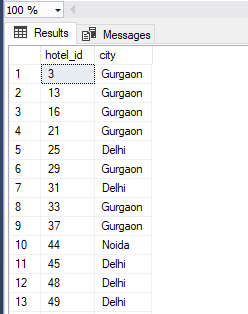 100 %
Results Messages
hotel_id city
1 3 Gurgaon
2 13 Gurgaon
3 16 Gurgaon
4 21 Gurgaon
5 25 Delhi
6 29 Gurgaon
7 31 Delhi
8 33 Gurgaon
9 37 Gurgaon
10 44 Noida
11 45 Delhi
12 48 Delhi
13 49 Delhi